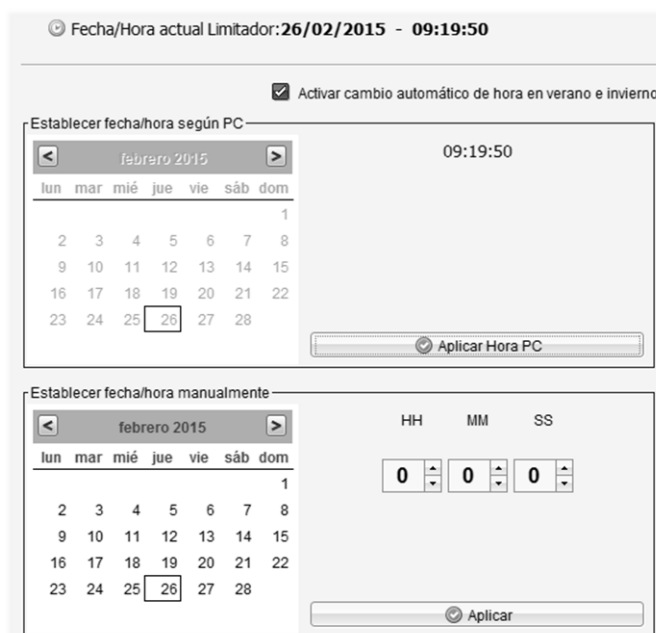 Fecha/Hora actual Limitador:26/02/2015 - 09:19:50
Activar cambio automático de hora en verano e invierno
Establecer fecha/hora según PC
< febrero 2015 >
lun mar mié jue vie sáb dom
1
2 3 4 5 6 7 8
9 10 11 12 13 14 15
16 17 18 19 20 21 22
23 24 25 26 27 28
09:19:50
Aplicar Hora PC
Establecer fecha/hora manualmente
< febrero 2015 >
lun mar mié jue vie sáb dom
1
2 3 4 5 6 7 8
9 10 11 12 13 14 15
16 17 18 19 20 21 22
23 24 25 26 27 28
HH MM SS
0 0 0
Aplicar